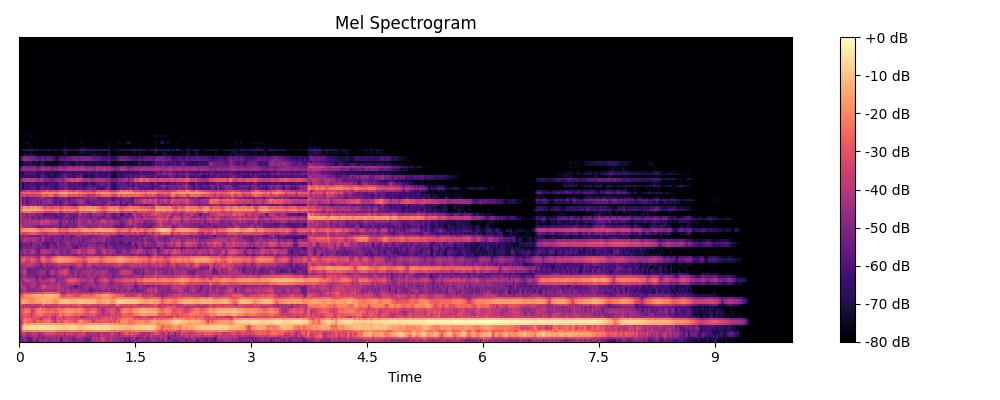 Mel Spectrogram
+0 dB
-10 dB
-20 dB
-30 dB
-40 dB
-50 dB
-60 dB
-70 dB
-80 dB
0 1.5 3 4.5 6 7.5 9
Time